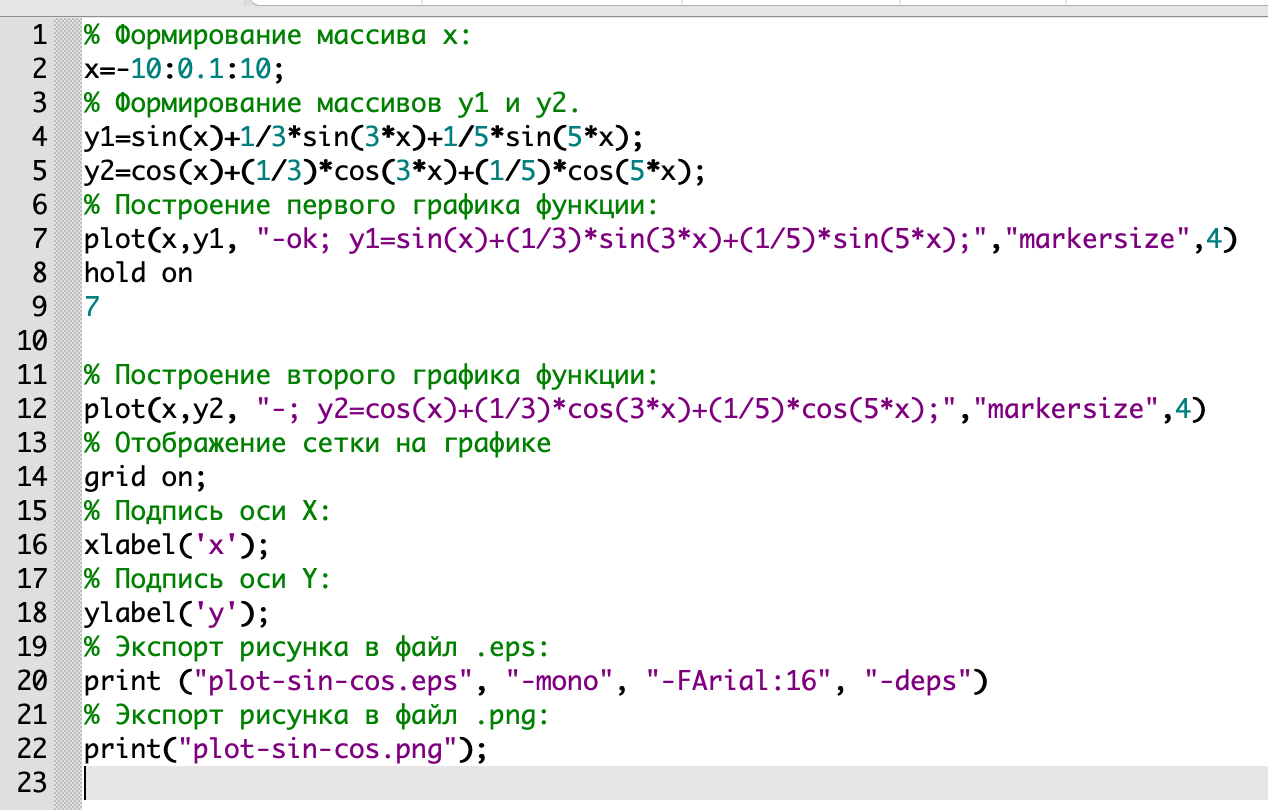 1 % Формирование массива x:
2 x=-10:0.1:10;
3 % Формирование массивов y1 и y2.
4 y1=sin(x)+1/3*sin(3*x)+1/5*sin(5*x);
5 y2=cos(x)+(1/3)*cos(3*x)+(1/5)*cos(5*x);
6 % Построение первого графика функции:
7 plot(x,y1, "-ok; y1=sin(x)+(1/3)*sin(3*x)+(1/5)*sin(5*x);","markersize",4)
8 hold on
9 7
10
11 % Построение второго графика функции:
12 plot(x,y2, "-; y2=cos(x)+(1/3)*cos(3*x)+(1/5)*cos(5*x);","markersize",4)
13 % Отображение сетки на графике
14 grid on;
15 % Подпись оси X:
16 xlabel('x');
17 % Подпись оси Y:
18 ylabel('y');
19 % Экспорт рисунка в файл .eps:
20 print ("plot-sin-cos.eps", "-mono", "-FArial:16", "-deps")
21 % Экспорт рисунка в файл .png:
22 print("plot-sin-cos.png");
23